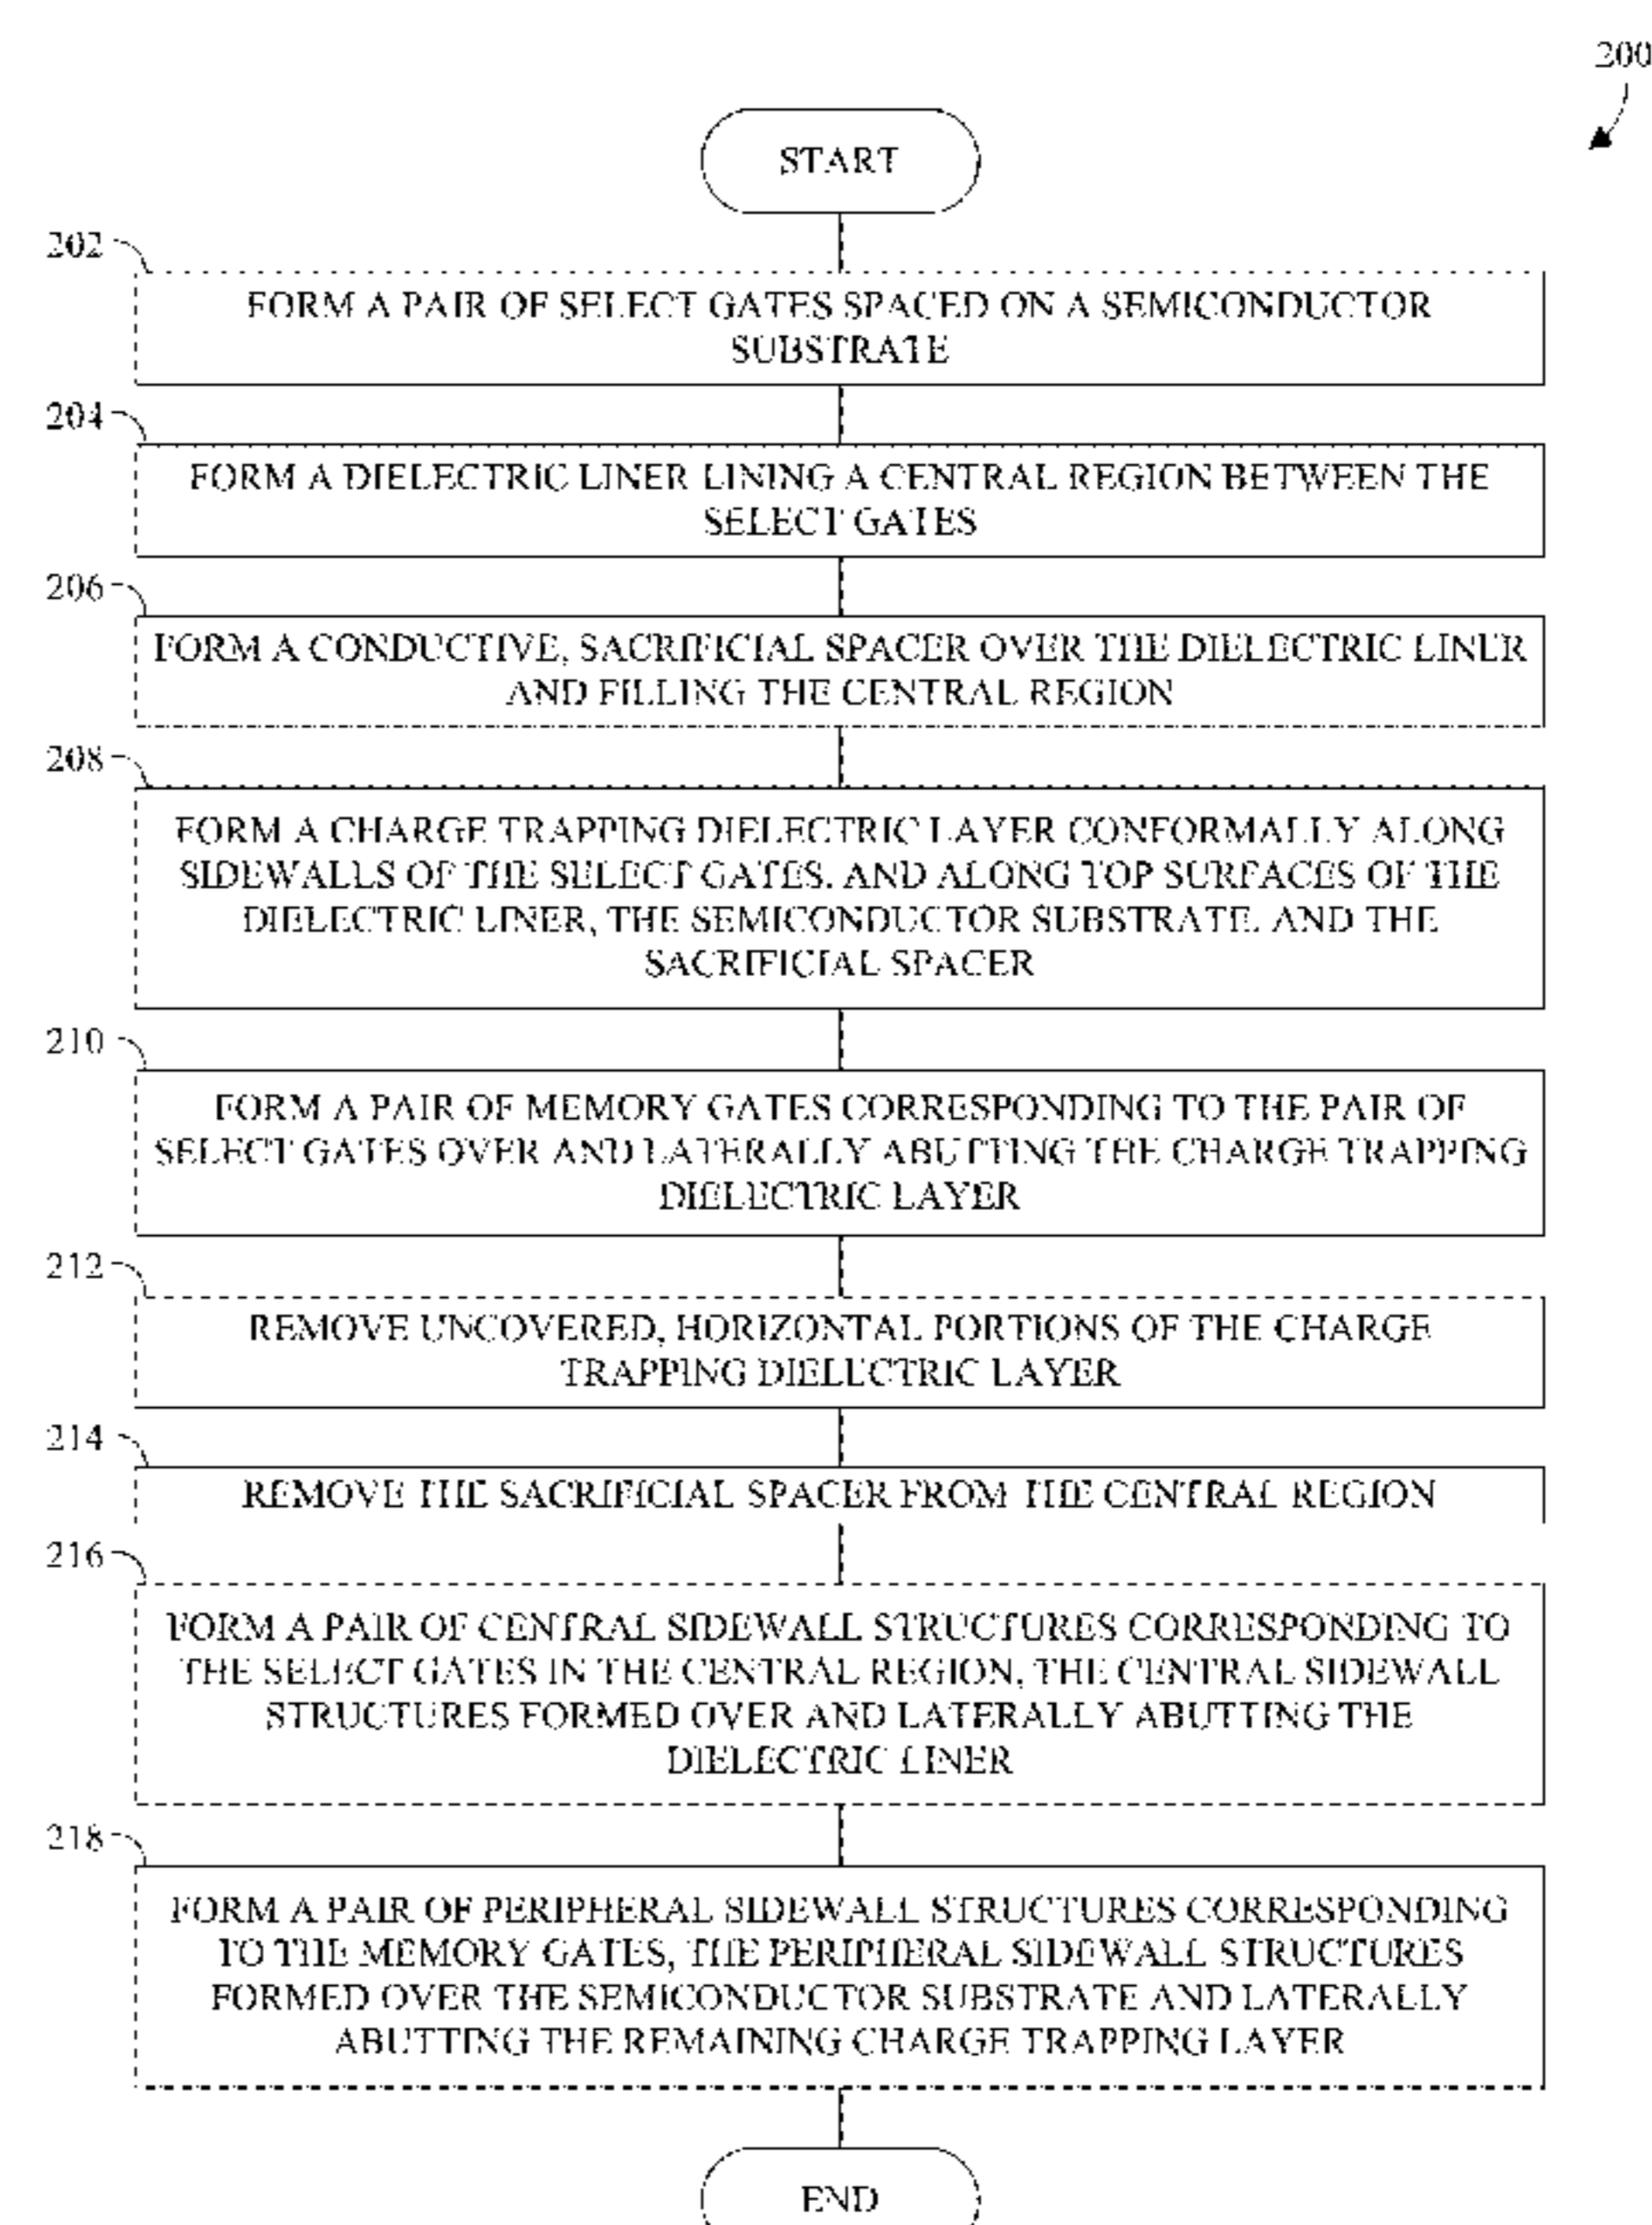 200
START
202
FORM A PAIR OF SELECT GATES SPACED ON A SEMICONDUCTOR
SUBSTRATE
204
FORM A DIELECTRIC LINER LINING A CENTRAL REGION BETWEEN THE
SELECT GATES
206
FORM A CONDUCTIVE, SACRIFICIAL SPACER OVER THE DIELECTRIC LINER
AND FILLING THE CENTRAL REGION
208
FORM A CHARGE TRAPPING DIELECTRIC LAYER CONFORMALLY ALONG
SIDEWALLS OF THE SELECT GATES, AND ALONG TOP SURFACES OF THE
DIELECTRIC LINER, THE SEMICONDUCTOR SUBSTRATE, AND THE
SACRIFICIAL SPACER
210
FORM A PAIR OF MEMORY GATES CORRESPONDING TO THE PAIR OF
SELECT GATES OVER AND LATERALLY ABUTTING THE CHARGE TRAPPING
DIELECTRIC LAYER
212
REMOVE UNCOVERED, HORIZONTAL PORTIONS OF THE CHARGE
TRAPPING DIELECTRIC LAYER
214
REMOVE THE SACRIFICIAL SPACER FROM THE CENTRAL REGION
216
FORM A PAIR OF CENTRAL SIDEWALL STRUCTURES CORRESPONDING TO
THE SELECT GATES IN THE CENTRAL REGION, THE CENTRAL SIDEWALL
STRUCTURES FORMED OVER AND LATERALLY ABUTTING THE
DIELECTRIC LINER
218
FORM A PAIR OF PERIPHERAL SIDEWALL STRUCTURES CORRESPONDING
TO THE MEMORY GATES, THE PERIPHERAL SIDEWALL STRUCTURES
FORMED OVER THE SEMICONDUCTOR SUBSTRATE AND LATERALLY
ABUTTING THE REMAINING CHARGE TRAPPING LAYER
END